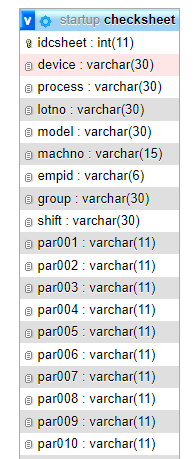 v startup checksheet
idcsheet : int(11)
device : varchar(30)
process : varchar(30)
lotno : varchar(30)
model : varchar(30)
machno : varchar(15)
empid : varchar(6)
group : varchar(30)
shift : varchar(30)
par001 : varchar(11)
par002 : varchar(11)
par003 : varchar(11)
par004 : varchar(11)
par005 : varchar(11)
par006 : varchar(11)
par007 : varchar(11)
par008 : varchar(11)
par009 : varchar(11)
par010 : varchar(11)